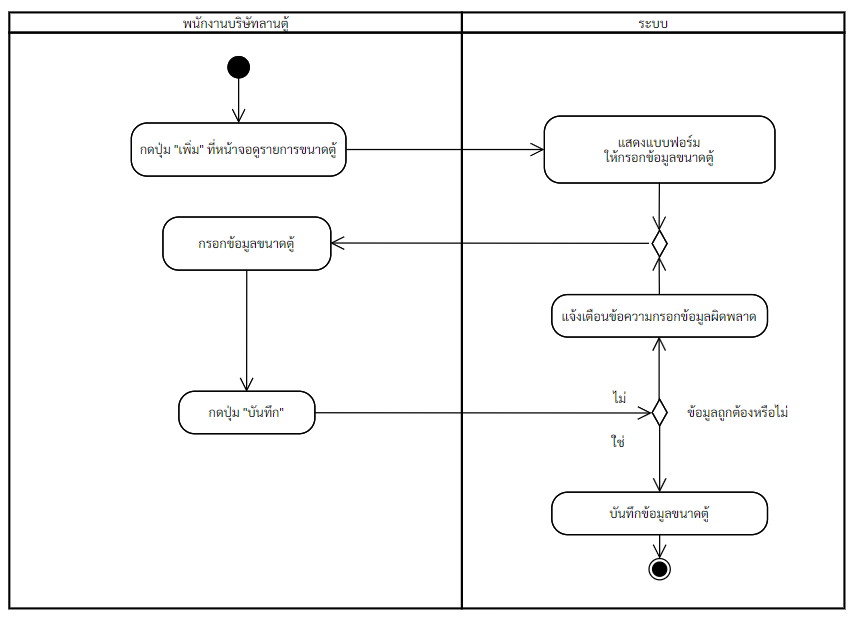 พนักงานบริษัทลานตู้
ระบบ
กดปุ่ม "เพิ่ม" ที่หน้าจอดูรายการขนาดตู้
แสดงแบบฟอร์ม
ให้กรอกข้อมูลขนาดตู้
กรอกข้อมูลขนาดตู้
แจ้งเตือนข้อความกรอกข้อมูลผิดพลาด
ไม่
กดปุ่ม "บันทึก"
ข้อมูลถูกต้องหรือไม่
ใช่
บันทึกข้อมูลขนาดตู้